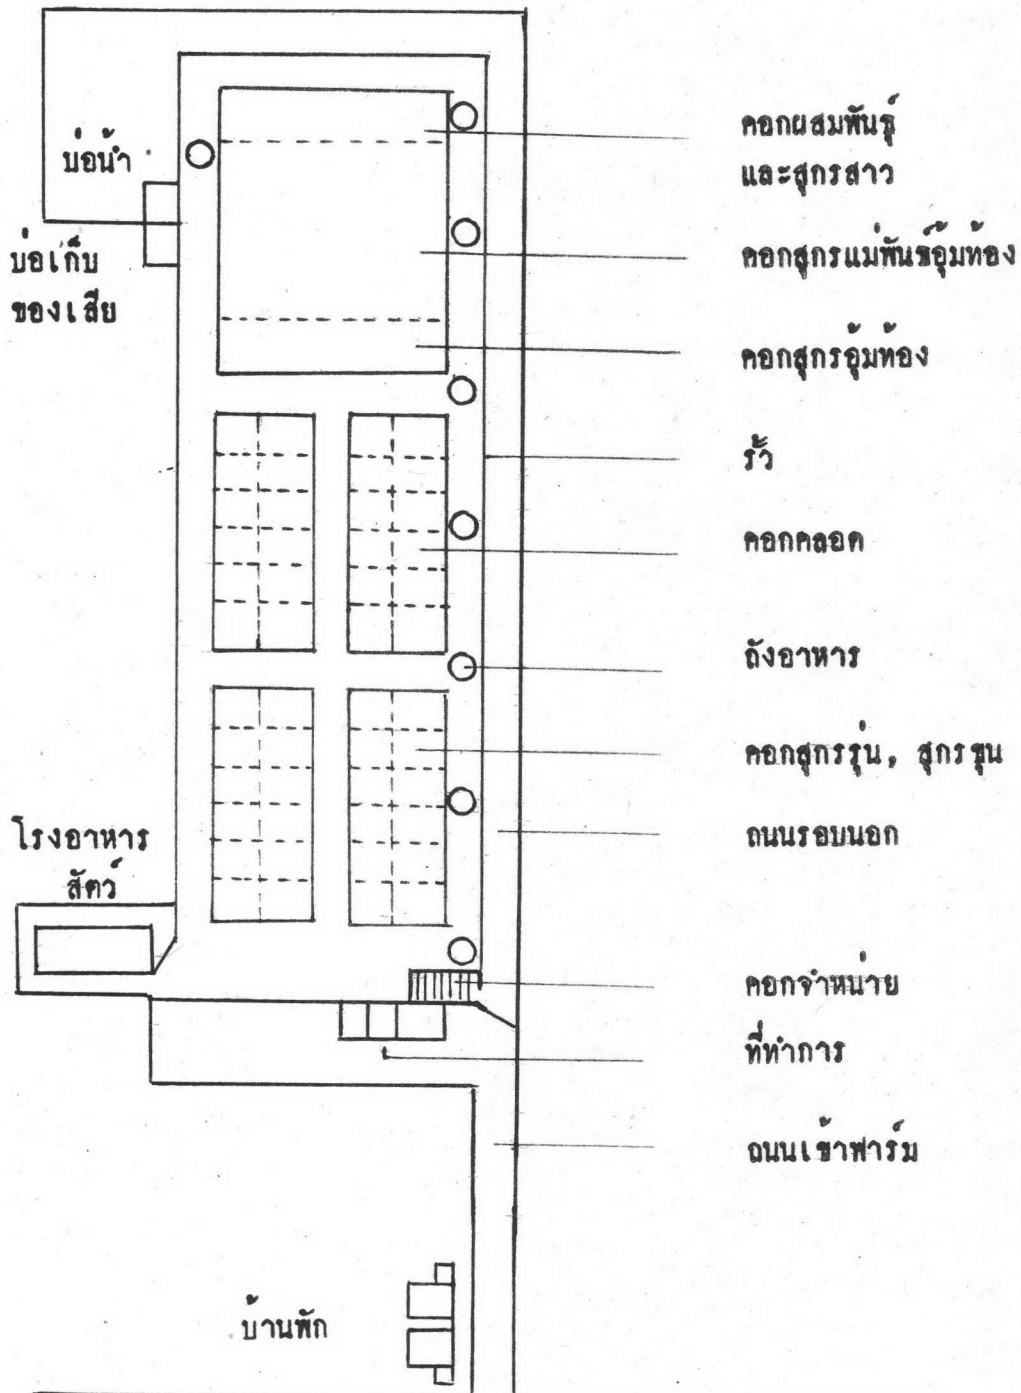 คอกผสมพันธุ์
และสุกรสาว
บ่อน้ำ
คอกสุกรแม่พันธ์อุ้มท้อง
บ่อเก็บ
ของเสีย
คอกสุกรอุ้มท้อง
รั้ว
คอกคลอด
ถังอาหาร
คอกสุกรรุ่น, สุกรขุน
โรงอาหาร
สัตว์
ถนนรอบนอก
คอกจำหน่าย
ที่ทำการ
ถนนเข้าฟาร์ม
บ้านพัก